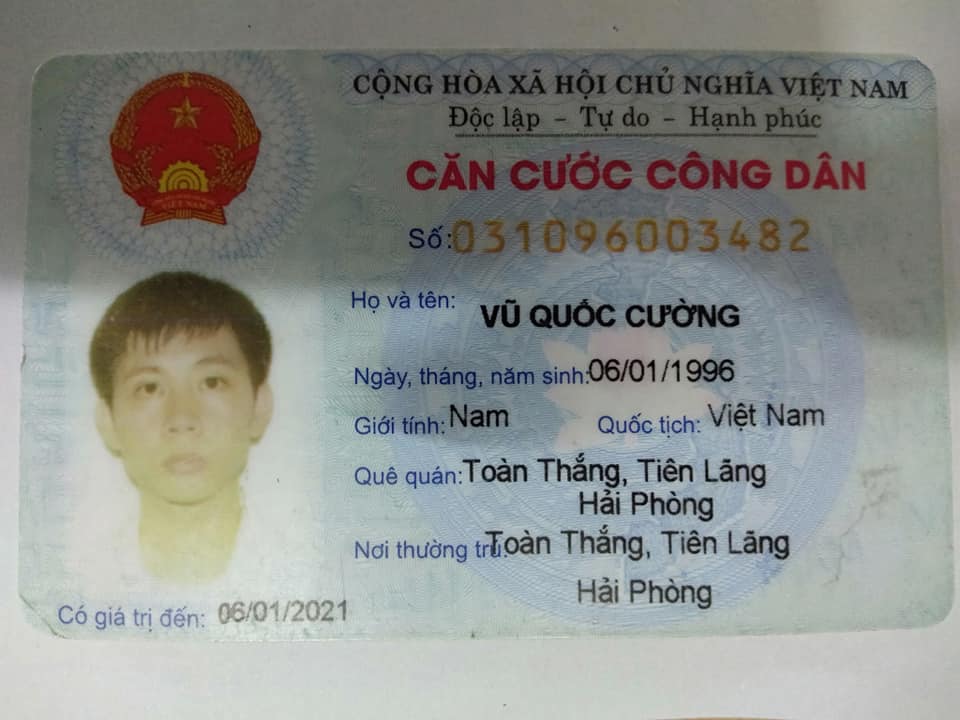 CỘNG HÒA XÃ HỘI CHỦ NGHĨA VIỆT NAM
Độc lập - Tự do - Hạnh phúc
CĂN CƯỚC CÔNG DÂN
Số: 031096003482
Họ và tên: VŨ QUỐC CƯỜNG
Ngày, tháng, năm sinh: 06/01/1996
Giới tính: Nam Quốc tịch: Việt Nam
Quê quán: Toàn Thắng, Tiên Lãng
Hải Phòng
Nơi thường trú: Toàn Thắng, Tiên Lãng
Hải Phòng
Có giá trị đến: 06/01/2021